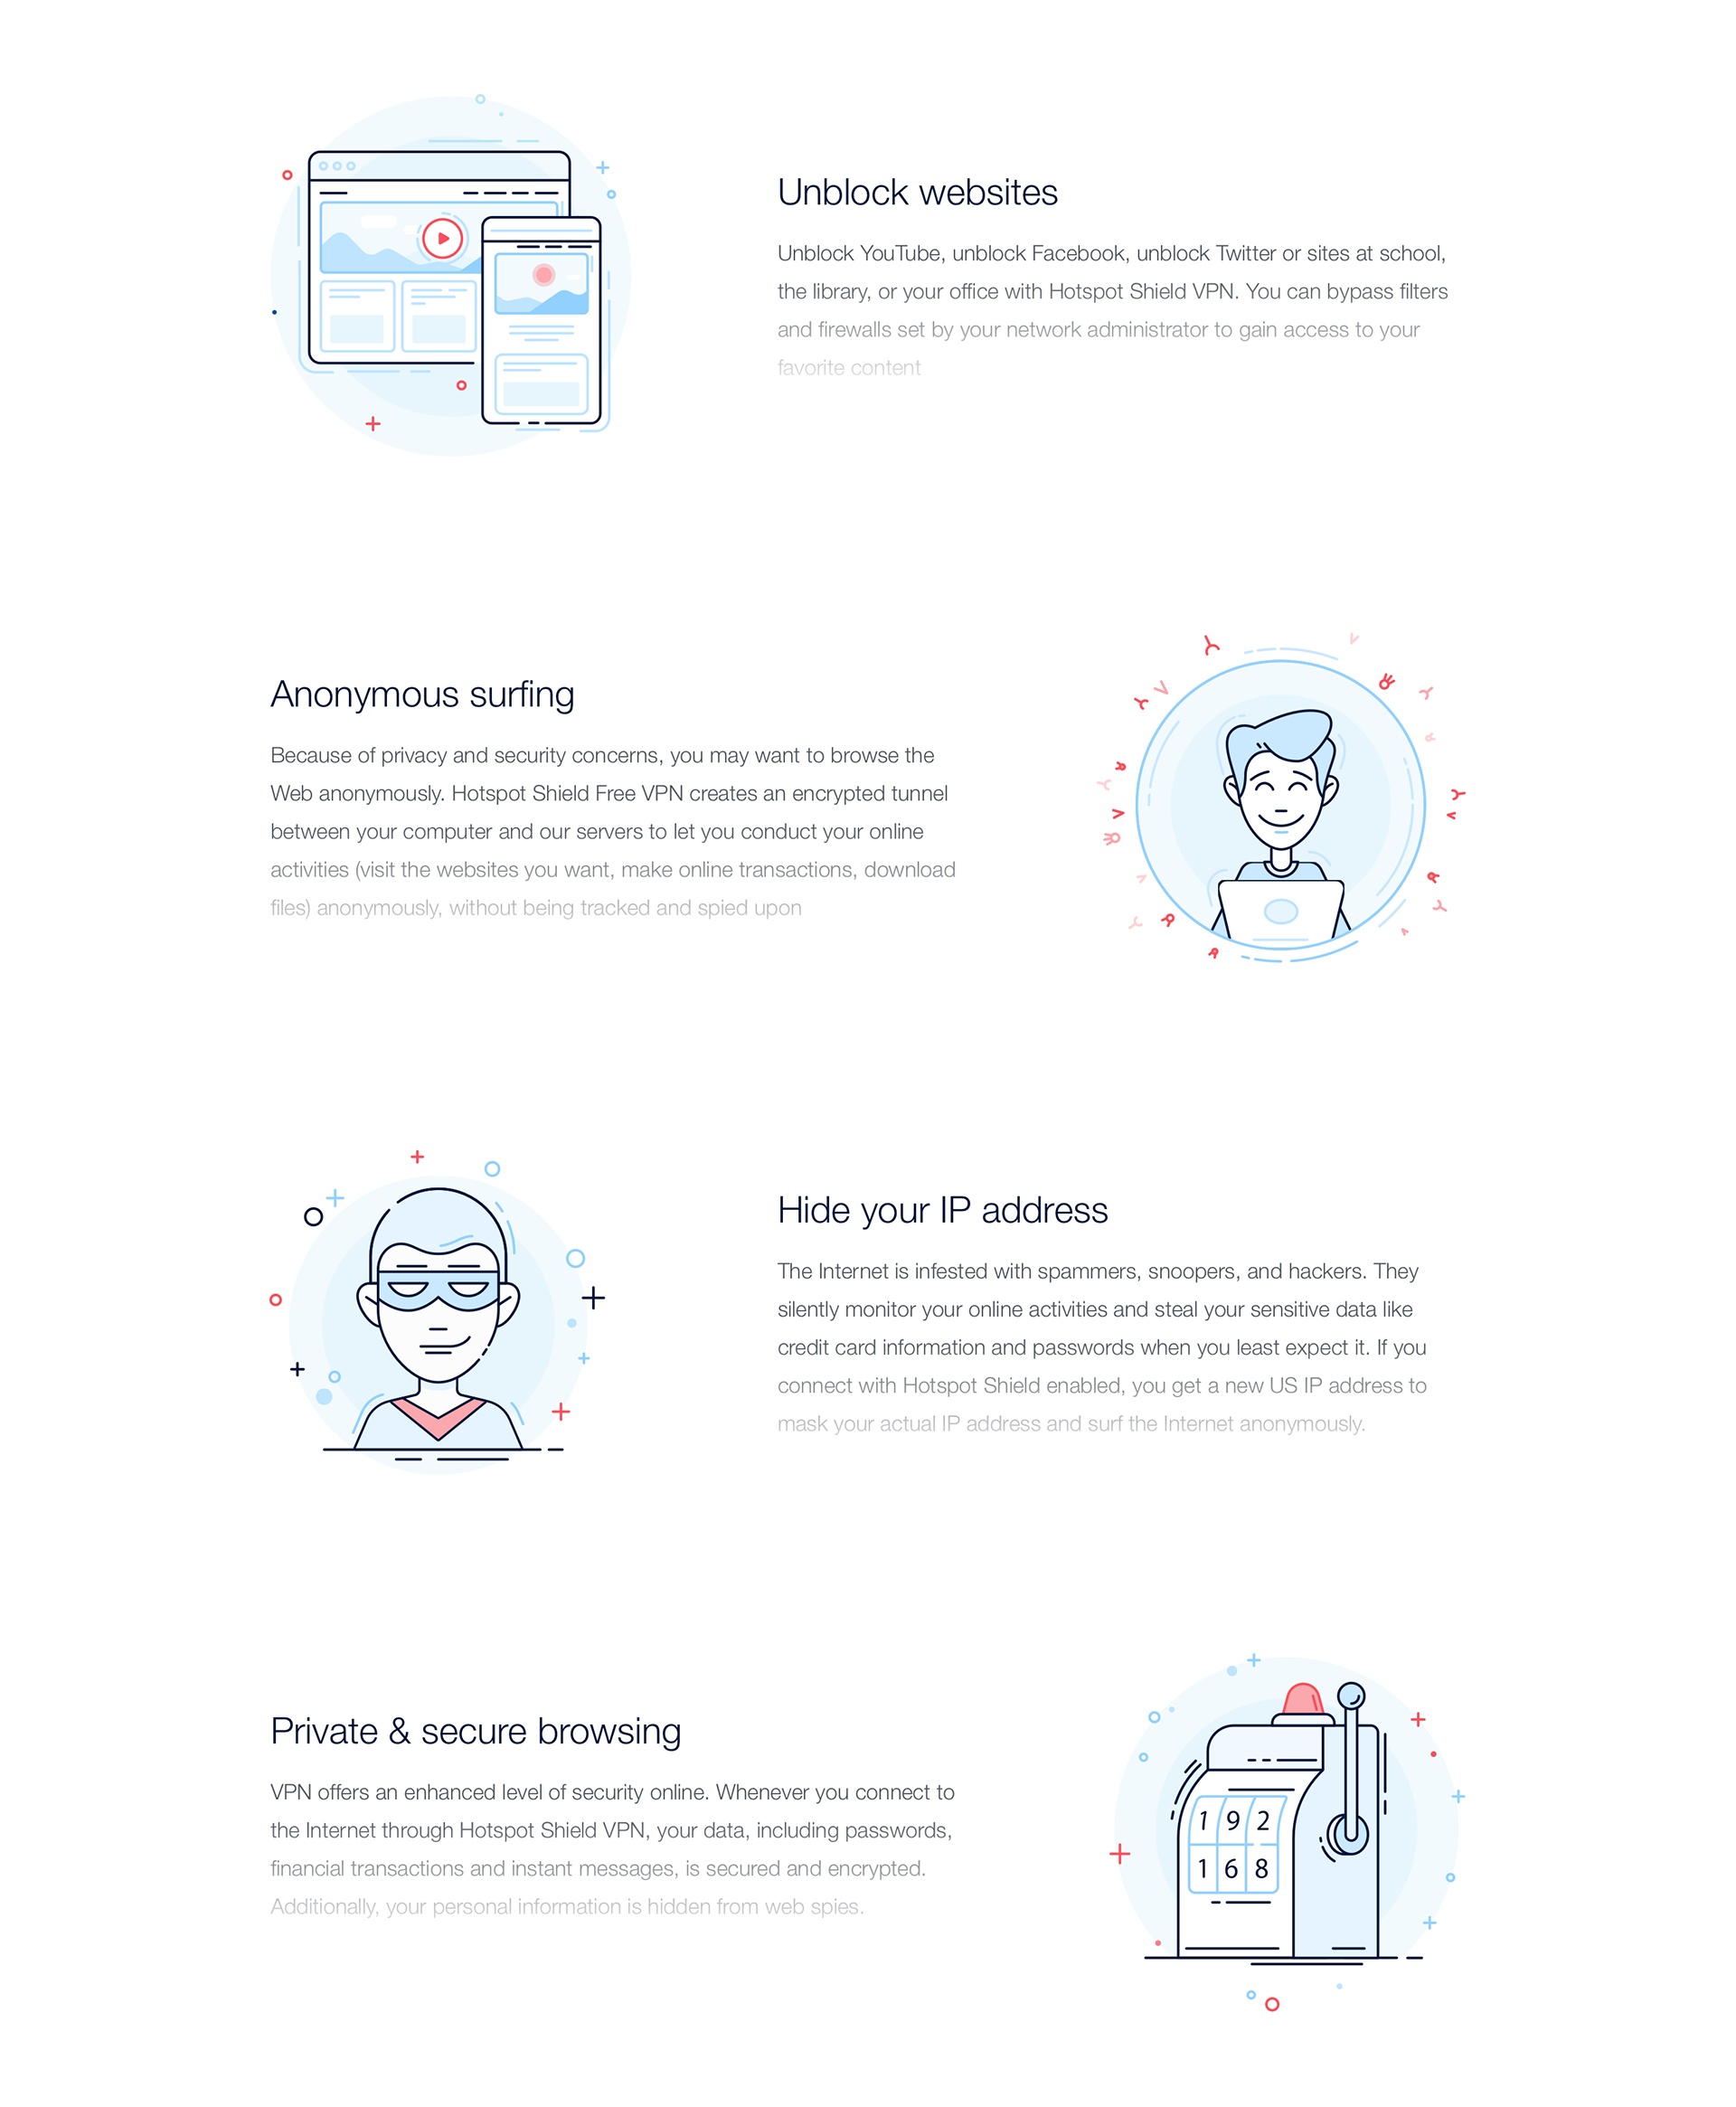 Unblock websites
Unblock YouTube, unblock Facebook, unblock Twitter or sites at school,
the library, or your office with Hotspot Shield VPN. You can bypass filters
and firewalls set by your network administrator to gain access to your
favorite content
Anonymous surfing
Because of privacy and security concerns, you may want to browse the
Web anonymously. Hotspot Shield Free VPN creates an encrypted tunnel
between your computer and our servers to let you conduct your online
activities (visit the websites you want, make online transactions, download
files) anonymously, without being tracked and spied upon
Hide your IP address
The Internet is infested with spammers, snoopers, and hackers. They
silently monitor your online activities and steal your sensitive data like
credit card information and passwords when you least expect it. If you
connect with Hotspot Shield enabled, you get a new US IP address to
mask your actual IP address and surf the Internet anonymously.
Private & secure browsing
VPN offers an enhanced level of security online. Whenever you connect to
the Internet through Hotspot Shield VPN, your data, including passwords,
financial transactions and instant messages, is secured and encrypted.
Additionally, your personal information is hidden from web spies.
1 9 2
1 6 8